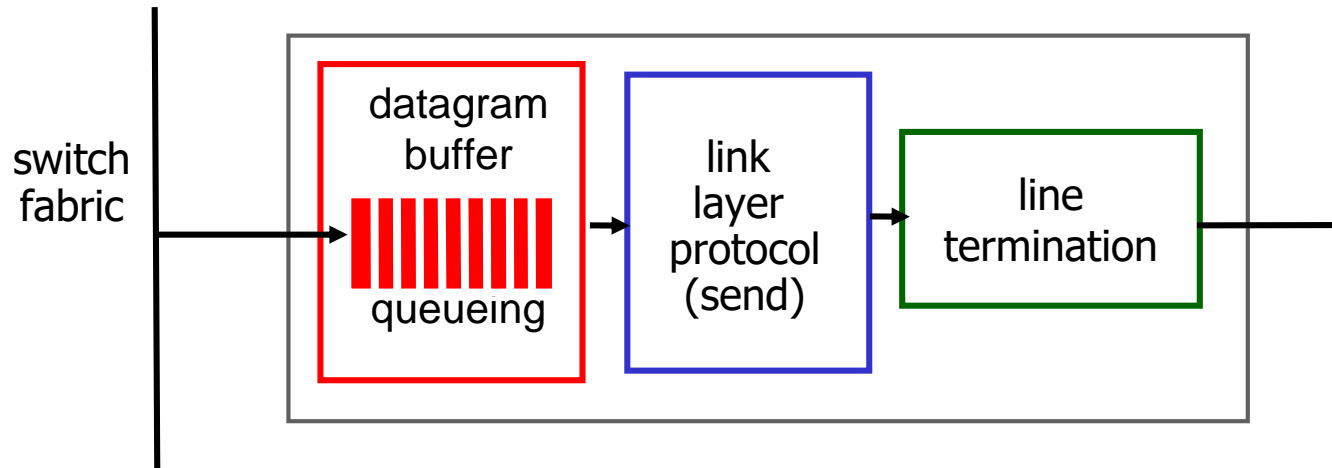 switch
fabric
datagram
buffer
queueing
link
layer
protocol
(send)
line
termination